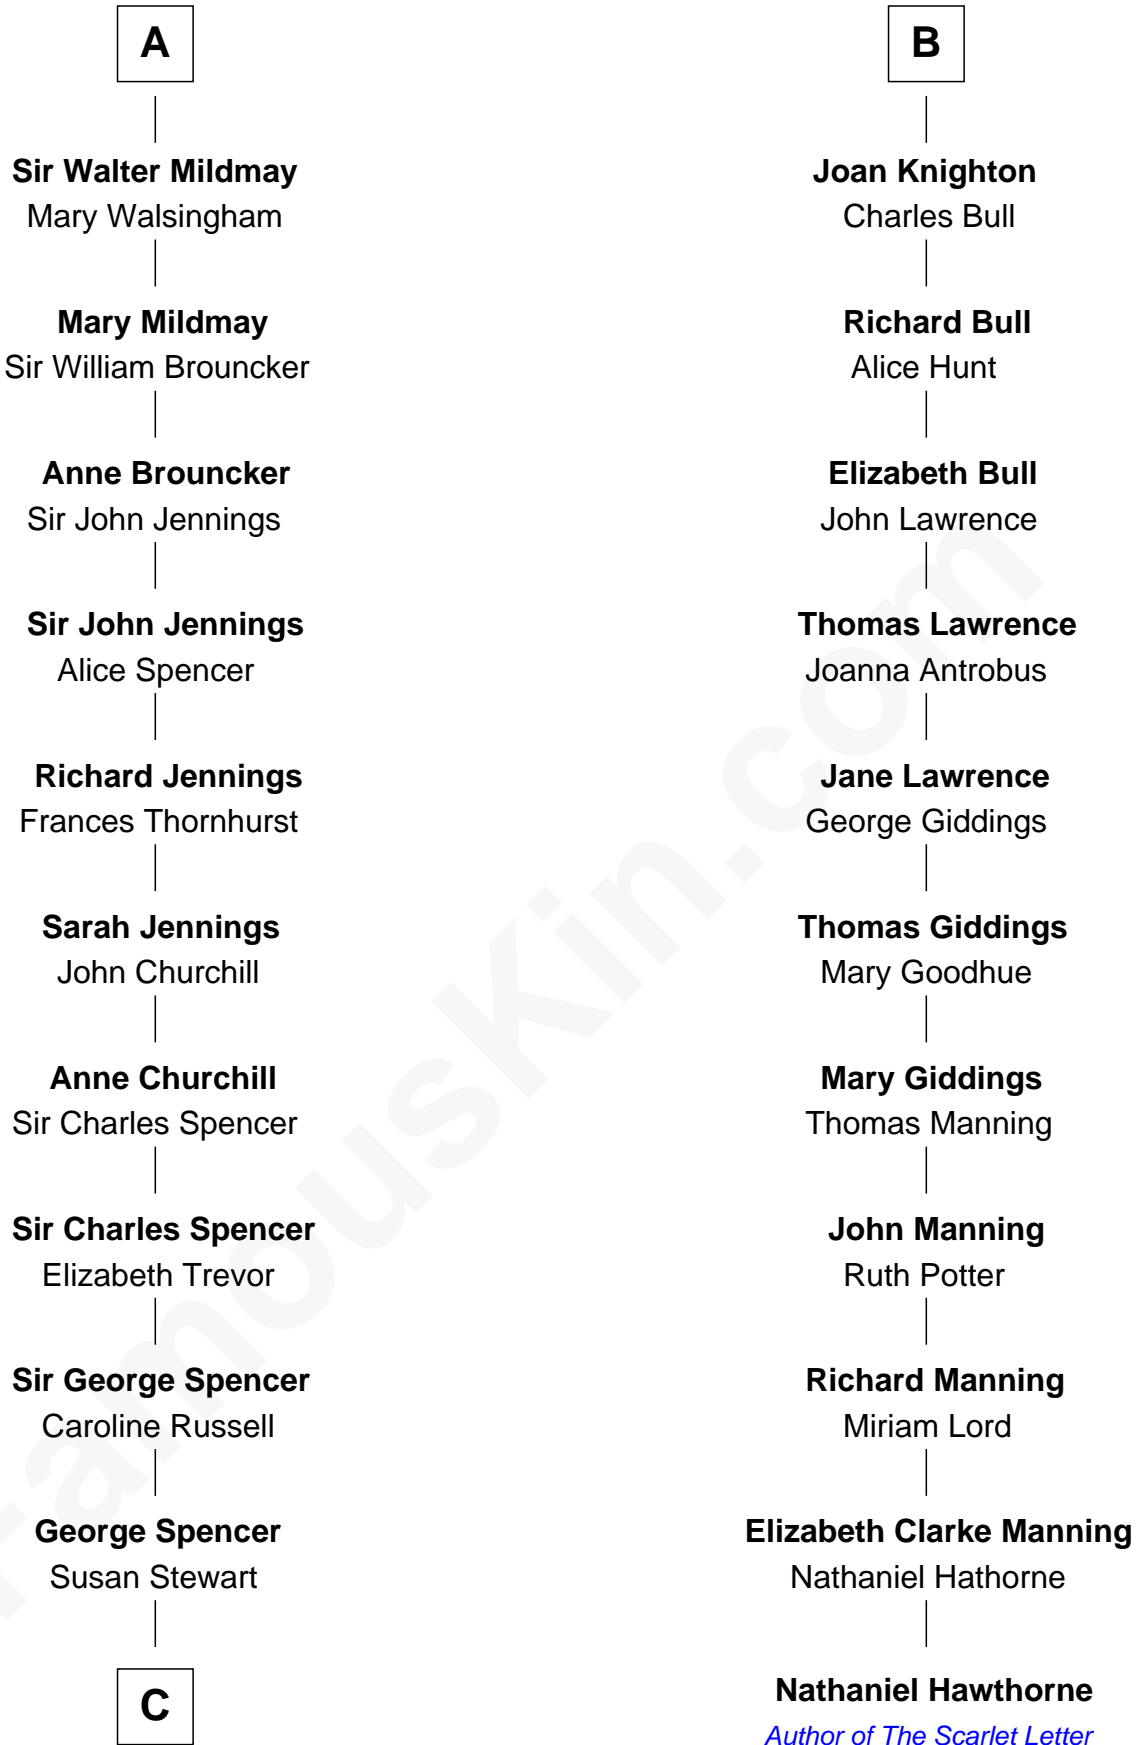 A
Sir Walter Mildmay
Mary Walsingham
Mary Mildmay
Sir William Brouncker
Anne Brouncker
Sir John Jennings
Sir John Jennings
Alice Spencer
Richard Jennings
Frances Thornhurst
Sarah Jennings
John Churchill
Anne Churchill
Sir Charles Spencer
Sir Charles Spencer
Elizabeth Trevor
Sir George Spencer
Caroline Russell
George Spencer
Susan Stewart
C
B
Joan Knighton
Charles Bull
Richard Bull
Alice Hunt
Elizabeth Bull
John Lawrence
Thomas Lawrence
Joanna Antrobus
Jane Lawrence
George Giddings
Thomas Giddings
Mary Goodhue
Mary Giddings
Thomas Manning
John Manning
Ruth Potter
Richard Manning
Miriam Lord
Elizabeth Clarke Manning
Nathaniel Hathorne
Nathaniel Hawthorne
Author of The Scarlet Letter
FamousKin.com